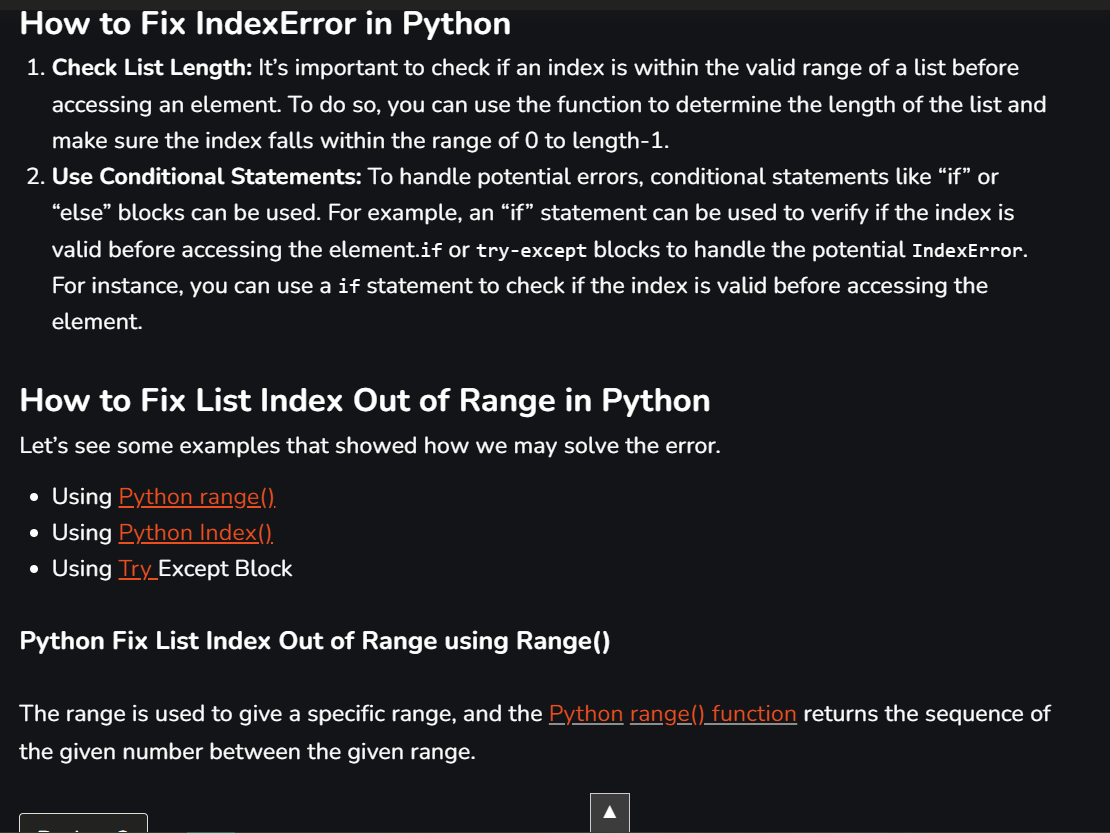 How to Fix IndexError in Python
1. Check List Length: It’s important to check if an index is within the valid range of a list before
accessing an element. To do so, you can use the function to determine the length of the list and
make sure the index falls within the range of 0 to length-1.
2. Use Conditional Statements: To handle potential errors, conditional statements like “if” or
“else” blocks can be used. For example, an “if” statement can be used to verify if the index is
valid before accessing the element.if or try-except blocks to handle the potential IndexError.
For instance, you can use a if statement to check if the index is valid before accessing the
element.
How to Fix List Index Out of Range in Python
Let’s see some examples that showed how we may solve the error.
• Using Python range()
• Using Python Index()
• Using Try Except Block
Python Fix List Index Out of Range using Range()
The range is used to give a specific range, and the Python range() function returns the sequence of
the given number between the given range.